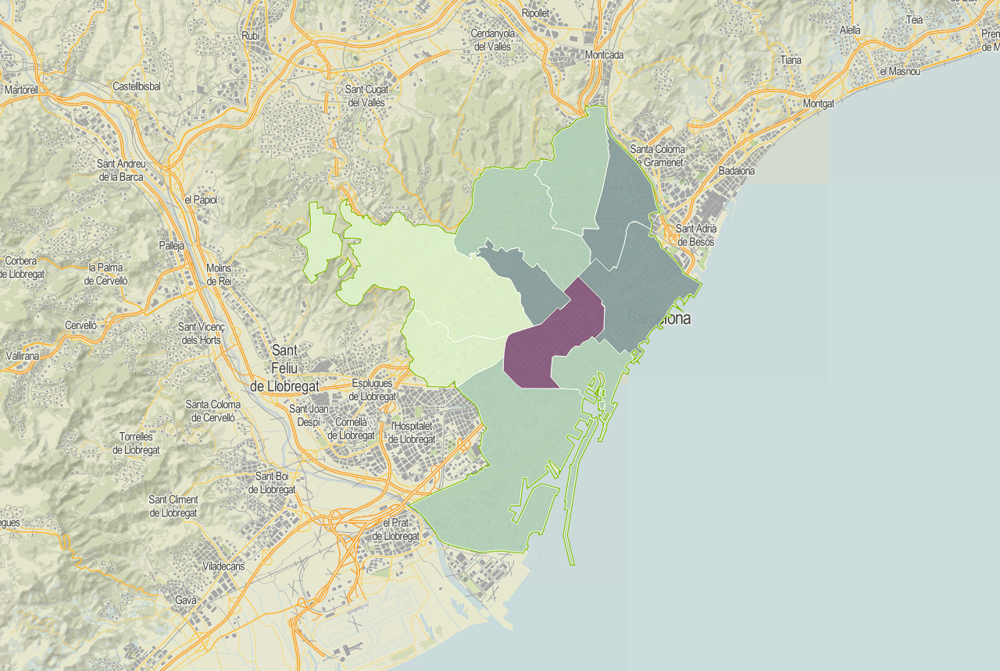 Ripollet
Teià
Alella
Rubí
Cerdanyola
del Vallès
Montcada
Tiana
el Masnou
Castellbisbal
Martorell
Sant Cugat
del Vallès
Montgat
Santa Coloma
de Gramenet
Sant Andreu
de la Barca
Badalona
el Papiol
Sant Adrià
de Besòs
Pallejà
Corbera
de Llobregat
la Palma
de Cervelló
Molins
de Rei
Barcelona
Cervelló
Sant Vicenç
dels Horts
Vallirana
Sant
Feliu
de Llobregat
Esplugues
de Llobregat
Santa Coloma
de Cervelló
Sant Joan
Despí
Cornellà
de Llobregat
l'Hospitalet
de Llobregat
Torrelles
de Llobregat
Sant Boi
de Llobregat
Sant Climent
de Llobregat
el Prat
de Llobregat
Viladecans
Gavà